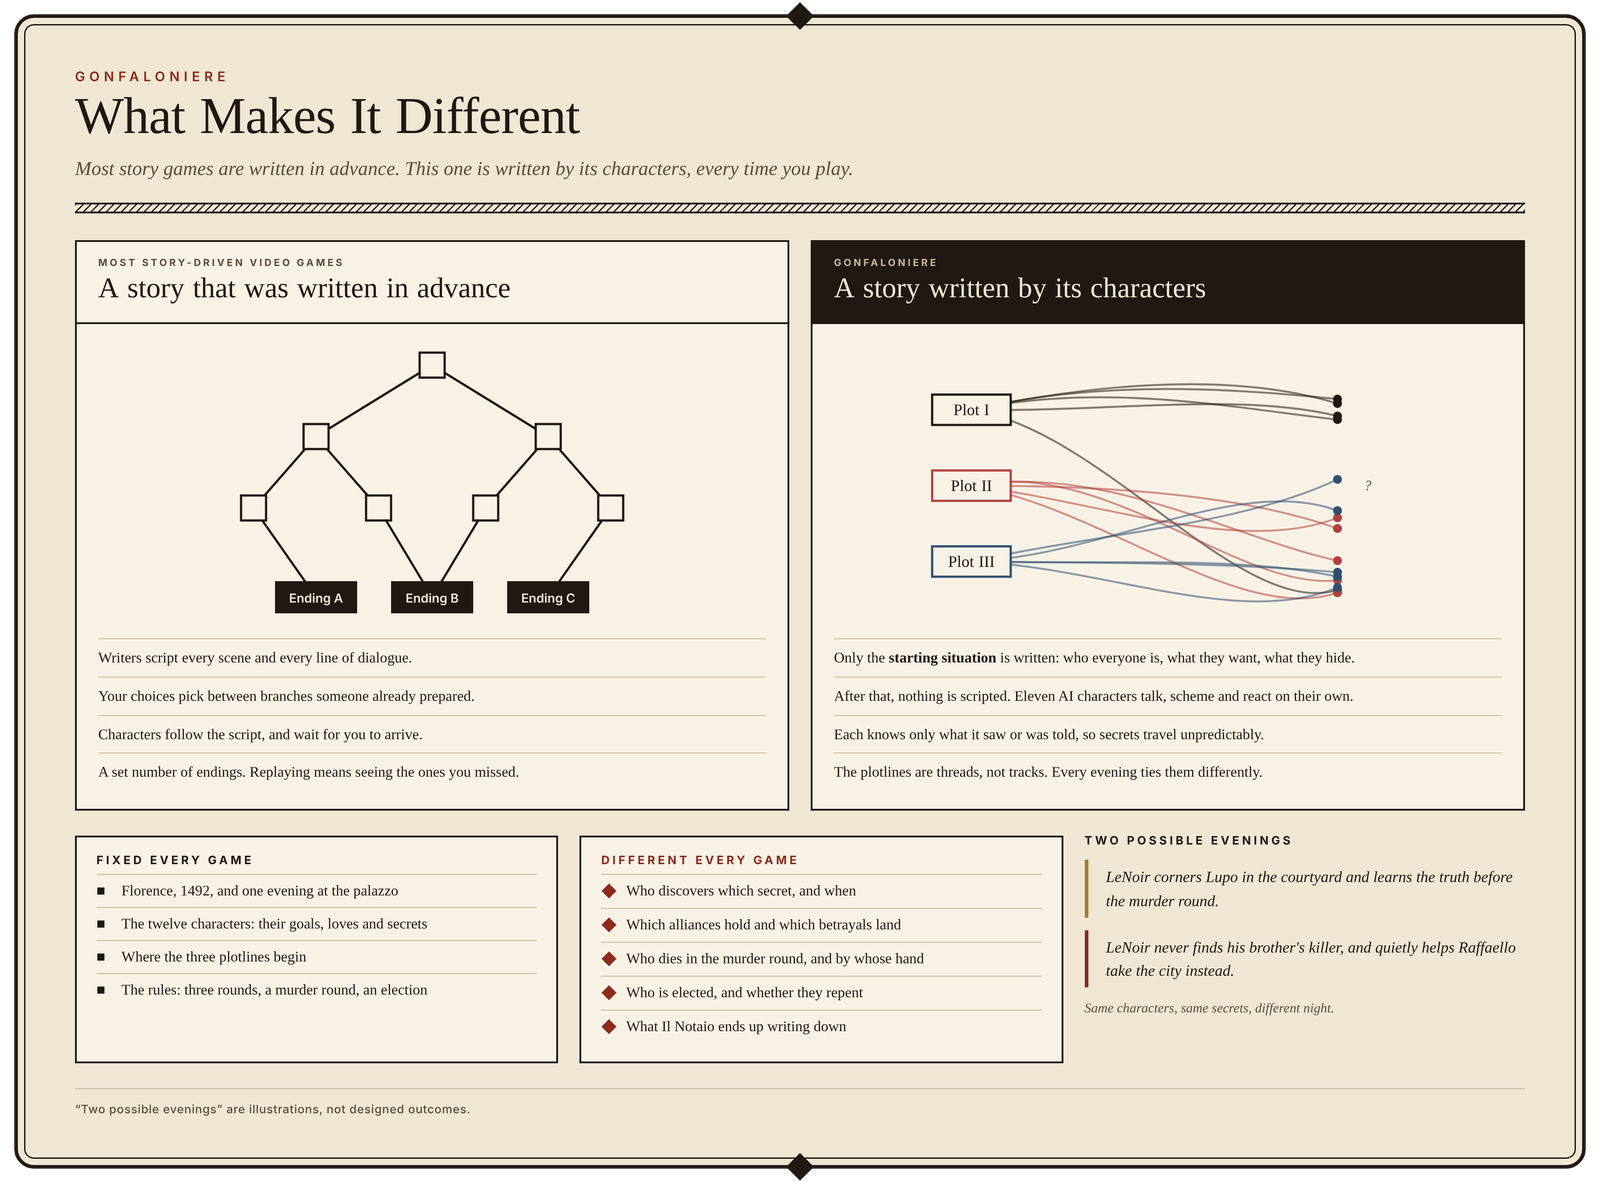 GONFALONIERE
What Makes It Different
Most story games are written in advance. This one is written by its characters, every time you play.
MOST STORY-DRIVEN VIDEO GAMES
A story that was written in advance
Ending A
Ending B
Ending C
Writers script every scene and every line of dialogue.
Your choices pick between branches someone already prepared.
Characters follow the script, and wait for you to arrive.
A set number of endings. Replaying means seeing the ones you missed.
GONFALONIERE
A story written by its characters
Plot I
Plot II
?
Plot III
Only the starting situation is written: who everyone is, what they want, what they hide.
After that, nothing is scripted. Eleven AI characters talk, scheme and react on their own.
Each knows only what it saw or was told, so secrets travel unpredictably.
The plotlines are threads, not tracks. Every evening ties them differently.
FIXED EVERY GAME
Florence, 1492, and one evening at the palazzo
The twelve characters: their goals, loves and secrets
Where the three plotlines begin
The rules: three rounds, a murder round, an election
DIFFERENT EVERY GAME
Who discovers which secret, and when
Which alliances hold and which betrayals land
Who dies in the murder round, and by whose hand
Who is elected, and whether they repent
What Il Notaio ends up writing down
TWO POSSIBLE EVENINGS
LeNoir corners Lupo in the courtyard and learns the truth before
the murder round.
LeNoir never finds his brother's killer, and quietly helps Raffaello
take the city instead.
Same characters, same secrets, different night.
“Two possible evenings” are illustrations, not designed outcomes.